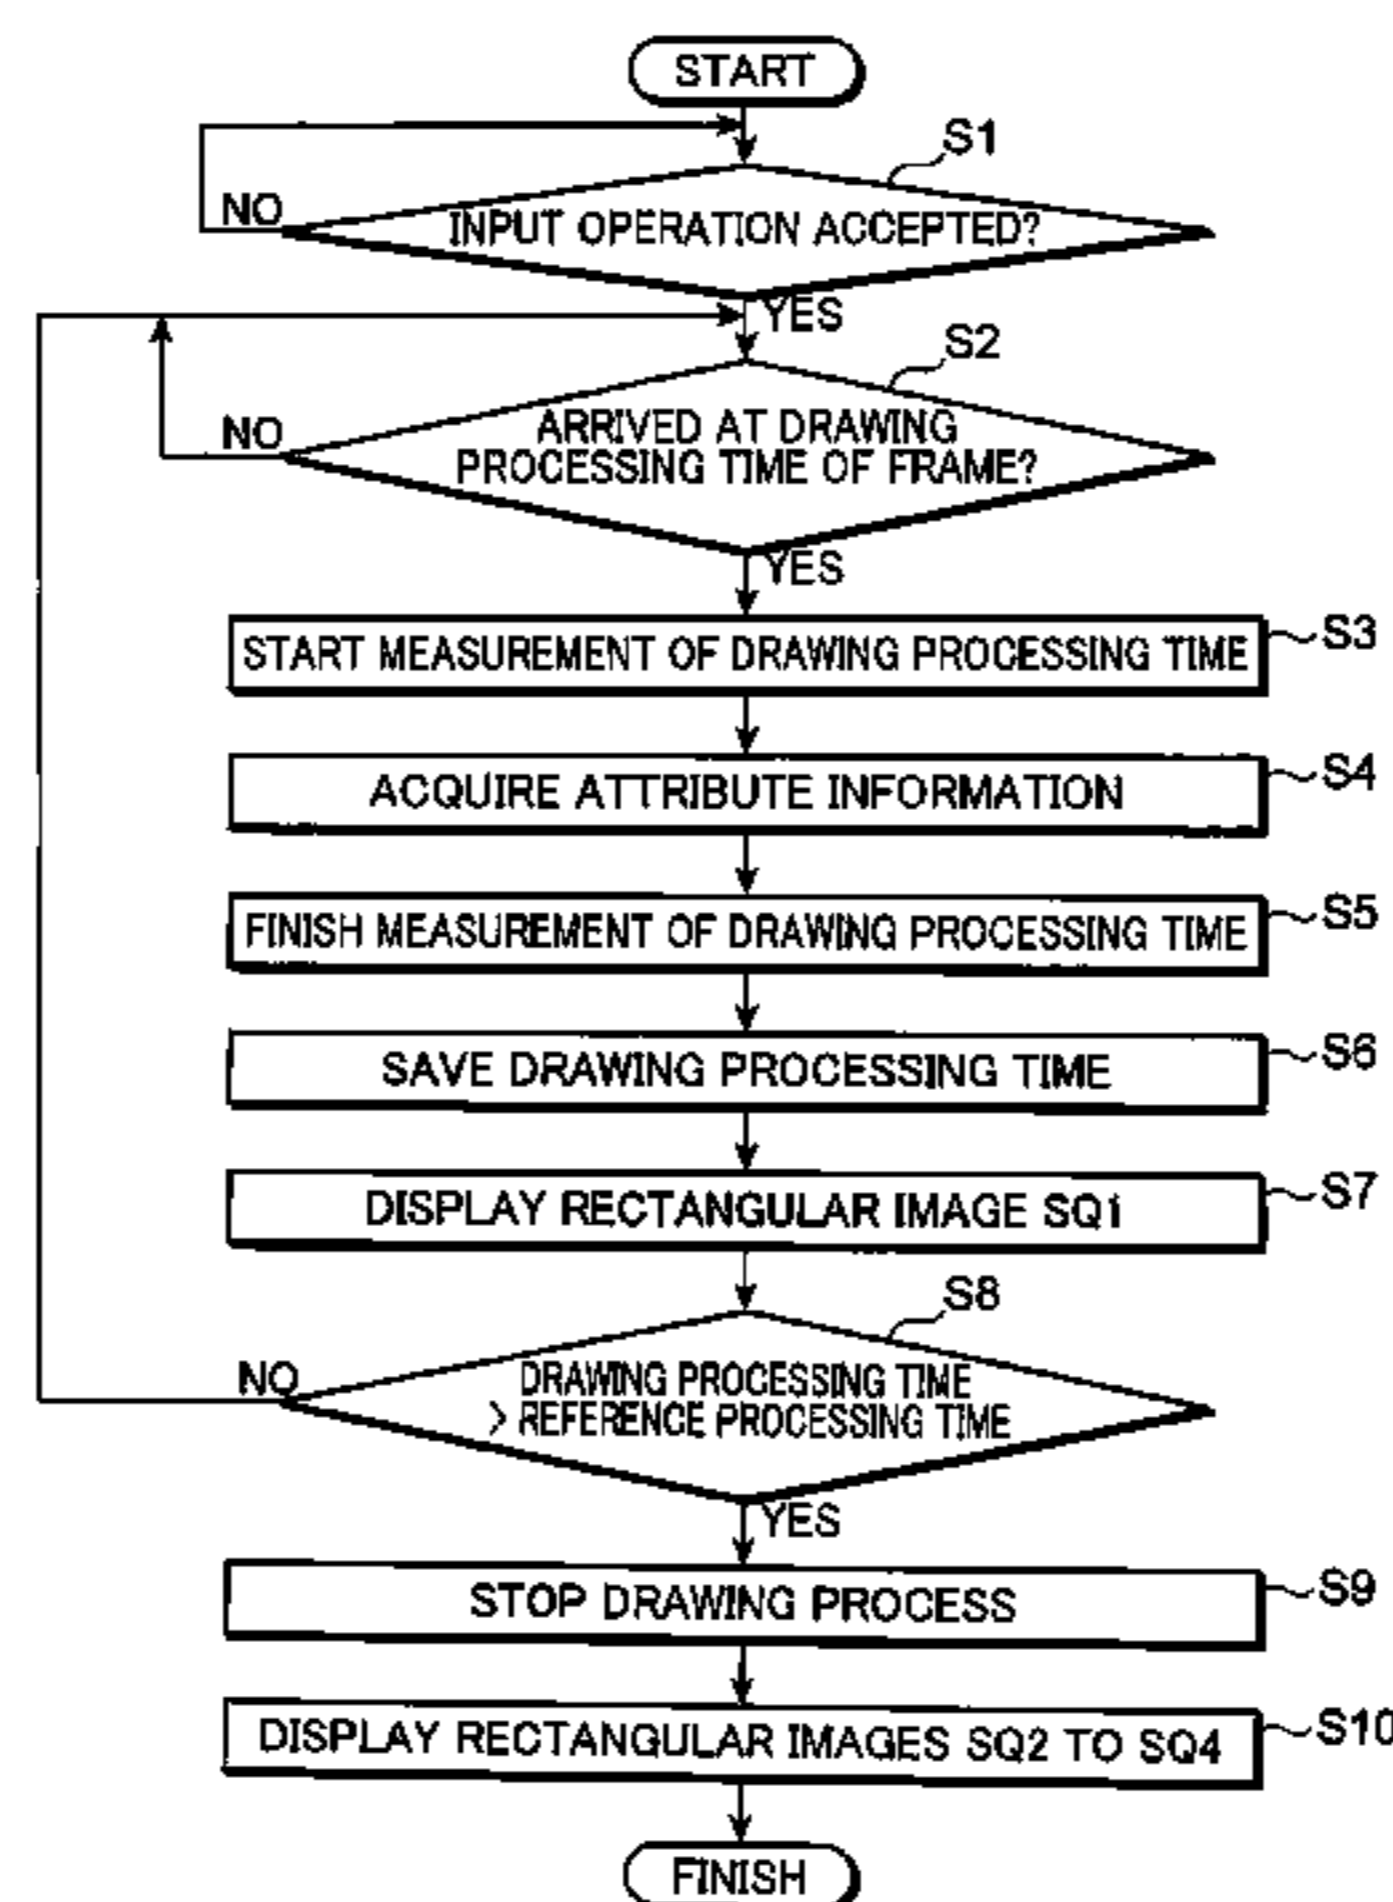 START
S1
NO
INPUT OPERATION ACCEPTED?
YES
S2
NO
ARRIVED AT DRAWING
PROCESSING TIME OF FRAME?
YES
START MEASUREMENT OF DRAWING PROCESSING TIME
S3
ACQUIRE ATTRIBUTE INFORMATION
S4
FINISH MEASUREMENT OF DRAWING PROCESSING TIME
S5
SAVE DRAWING PROCESSING TIME
S6
DISPLAY RECTANGULAR IMAGE SQ1
S7
S8
NO
DRAWING PROCESSING TIME
> REFERENCE PROCESSING TIME
YES
STOP DRAWING PROCESS
S9
DISPLAY RECTANGULAR IMAGES SQ2 TO SQ4
S10
FINISH